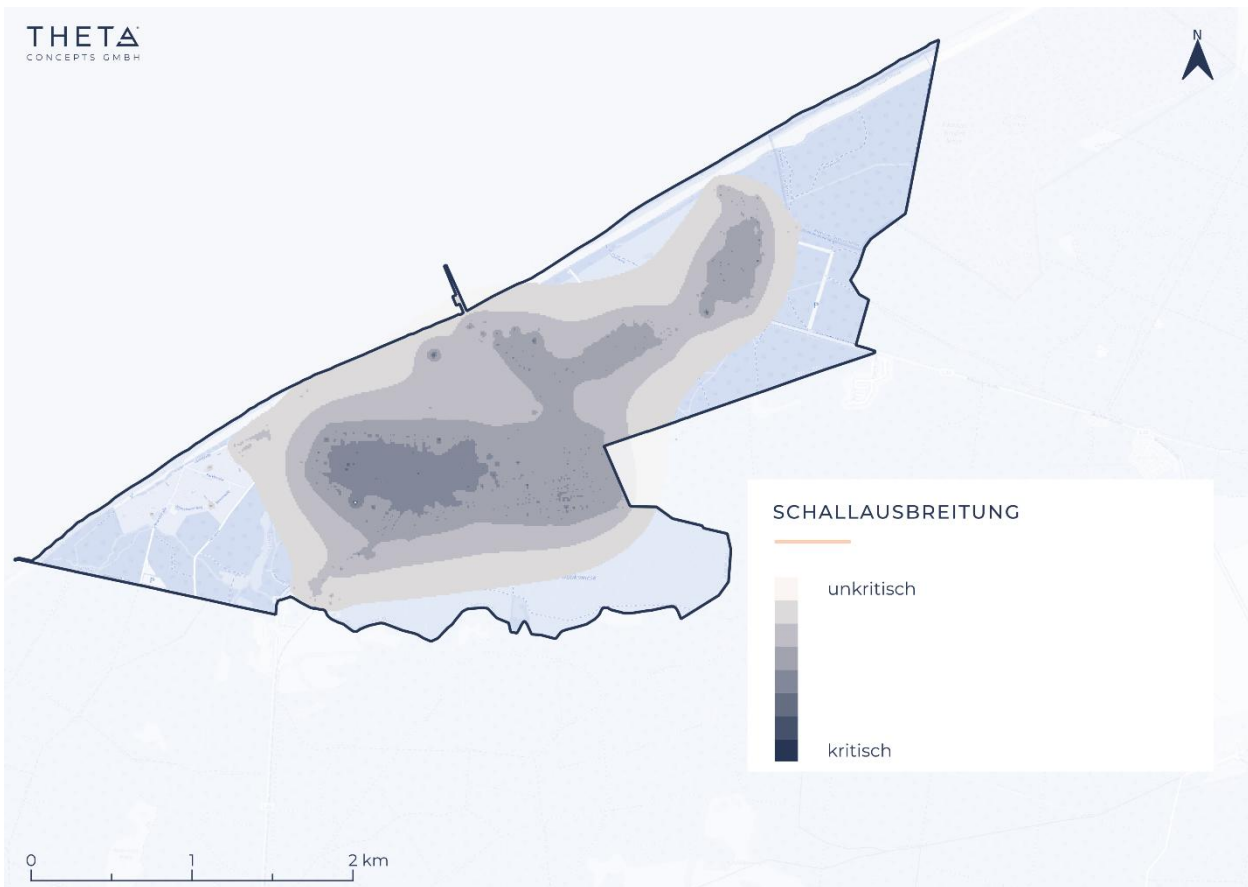 THETA
CONCEPTS GMBH
N
SCHALLAUSBREITUNG
unkritisch
kritisch
0 1 2 km